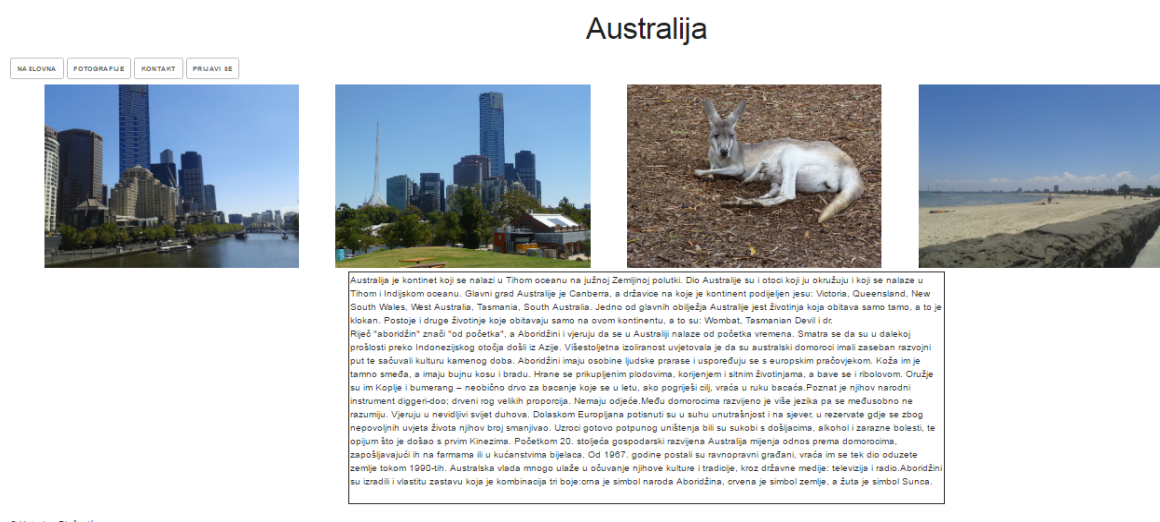 Australija
NASLOVNA FOTOGRAFIJE KONTAKT PRIJAVI SE
Australija je kontinet koji se nalazi u Tihom oceanu na južnoj Zemljinoj polutki. Dio Australije su i otoci koji ju okružuju i koji se nalaze u
Tihom i Indijskom oceanu. Glavni grad Australije je Canberra, a državice na koje je kontinent podijeljen jesu: Victoria, Queensland, New
South Wales, West Australia, Tasmania, South Australia. Jedno od glavnih obilježja Australije jest životinja koja obitava samo tamo, a to je
klokan. Postoje i druge životinje koje obitavaju samo na ovom kontinentu, a to su: Wombat, Tasmanian Devil i dr.
Riječ "aboridžin" znači "od početka", a Aboridžini i vjeruju da se u Australiji nalaze od početka vremena. Smatra se da su u dalekoj
prošlosti preko Indonezijskog otočja došli iz Azije. Višestoljetna izoliranost uvjetovala je da su australski domoroci imali zaseban razvojni
put te sačuvali kulturu kamenog doba. Aboridžini imaju osobine ljudske prarase i uspoređuju se s europskim pračovjekom. Koža im je
tamno smeđa, a imaju bujnu kosu i bradu. Hrane se prikupljenim plodovima, korijenjem i sitnim životinjama, a bave se i ribolovom. Oružje
su im Koplje i bumerang – neobično drvo za bacanje koje se u letu, ako pogriješi cilj, vraća u ruku bacača.Poznat je njihov narodni
instrument diggeri-doo; drveni rog velikih proporcija. Nemaju odjeće.Među domorocima razvijeno je više jezika pa se međusobno ne
razumiju. Vjeruju u nevidljivi svijet duhova. Dolaskom Europljana potisnuti su u suhu unutrašnjost i na sjever, u rezervate gdje se zbog
nepovoljnih uvjeta života njihov broj smanjivao. Uzroci gotovo potpunog uništenja bili su sukobi s došljacima, alkohol i zarazne bolesti, te
opijum što je došao s prvim Kinezima. Početkom 20. stoljeća gospodarski razvijena Australija mijenja odnos prema domorocima,
zapošljavajući ih na farmama ili u kućanstvima bijelaca. Od 1967. godine postali su ravnopravni građani, vraća im se tek dio oduzete
zemlje tokom 1990-tih. Australska vlada mnogo ulaže u očuvanje njihove kulture i tradicije, kroz državne medije: televizija i radio.Aboridžini
su izradili i vlastitu zastavu koja je kombinacija tri boje:crna je simbol naroda Aboridžina, crvena je simbol zemlje, a žuta je simbol Sunca.